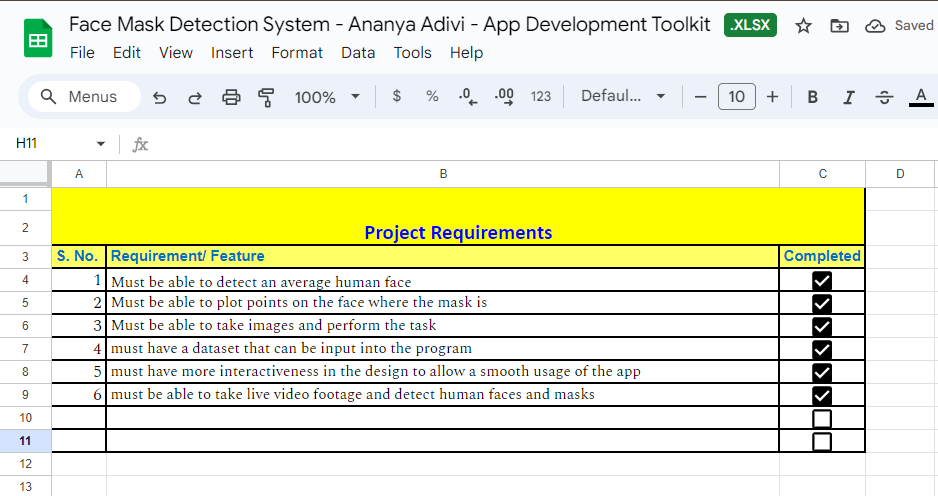 Face Mask Detection System - Ananya Adivi - App Development Toolkit .XLSX Saved
File Edit View Insert Format Data Tools Help
Menus 100% $ % .0 .00 123 Defaul... - 10 + B I S A
H11 fx
A B C D
1
2 Project Requirements
3 S. No. Requirement/ Feature Completed
4 1 Must be able to detect an average human face
5 2 Must be able to plot points on the face where the mask is
6 3 Must be able to take images and perform the task
7 4 must have a dataset that can be input into the program
8 5 must have more interactiveness in the design to allow a smooth usage of the app
9 6 must be able to take live video footage and detect human faces and masks
10
11
12
13